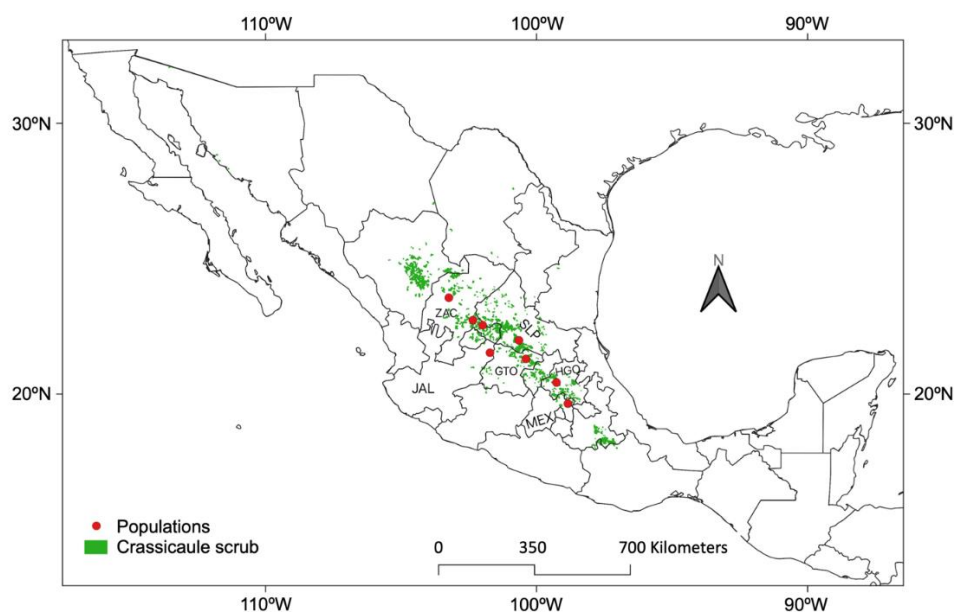 110°W 100°W 90°W
30°N 30°N
N
ZAC
SLP
GTO HGO
20°N JAL 20°N
MEX
Populations
Crassicaule scrub
0 350 700 Kilometers
110°W 100°W 90°W